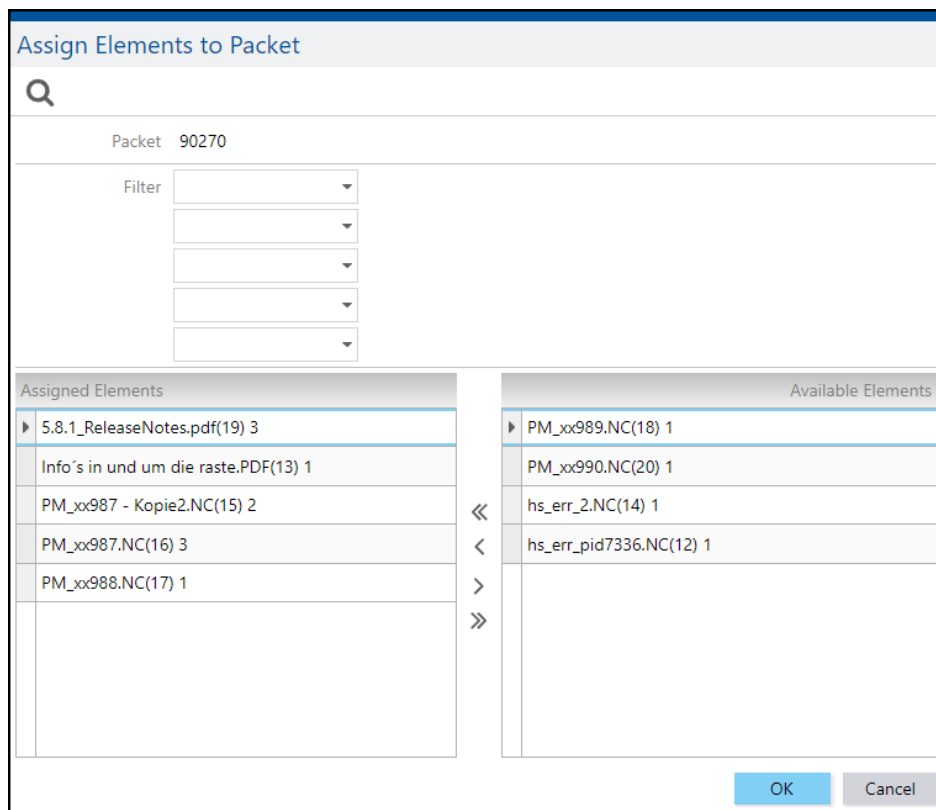 Assign Elements to Packet
Packet 90270
Filter
Assigned Elements
5.8.1_ReleaseNotes.pdf(19) 3
Info´s in und um die raste.PDF(13) 1
PM_xx987 - Kopie2.NC(15) 2
PM_xx987.NC(16) 3
PM_xx988.NC(17) 1
Available Elements
PM_xx989.NC(18) 1
PM_xx990.NC(20) 1
hs_err_2.NC(14) 1
hs_err_pid7336.NC(12) 1
OK Cancel